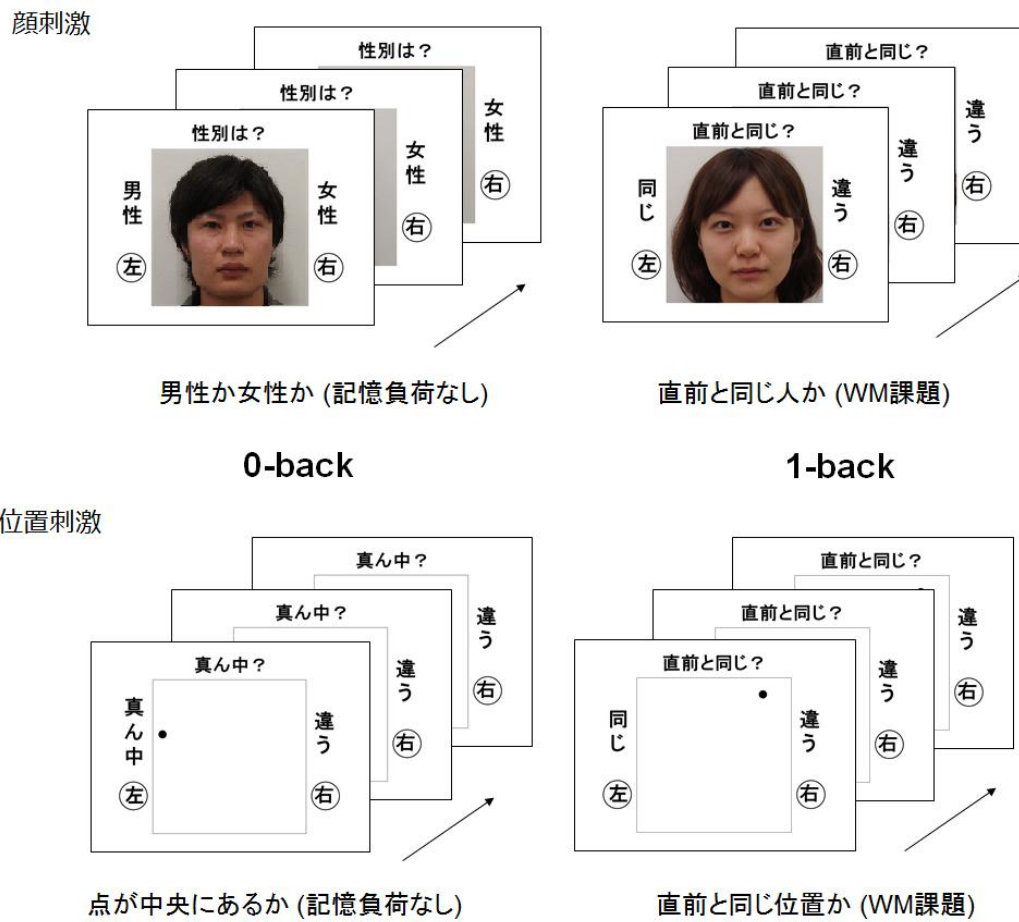 顔刺激
性別は?
女性
右
性別は?
女性
右
性別は?
男性
左
女性
右
男性か女性か (記憶負荷なし)
直前と同じ?
違う
右
直前と同じ?
違う
右
直前と同じ?
同じ
左
違う
右
直前と同じ人か (WM課題)
0-back
1-back
位置刺激
真ん中?
違う
右
真ん中?
違う
右
真ん中?
真ん中
左
違う
右
点が中央にあるか (記憶負荷なし)
直前と同じ?
違う
右
直前と同じ?
違う
右
直前と同じ?
同じ
左
違う
右
直前と同じ位置か (WM課題)